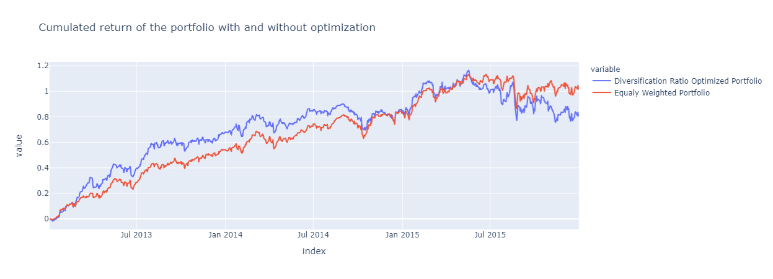 Cumulated return of the portfolio with and without optimization
1.2
1
0.8
0.6
0.4
0.2
0
value
Jul 2013
Jan 2014
Jul 2014
Jan 2015
Jul 2015
index
variable
Diversification Ratio Optimized Portfolio
Equaly Weighted Portfolio